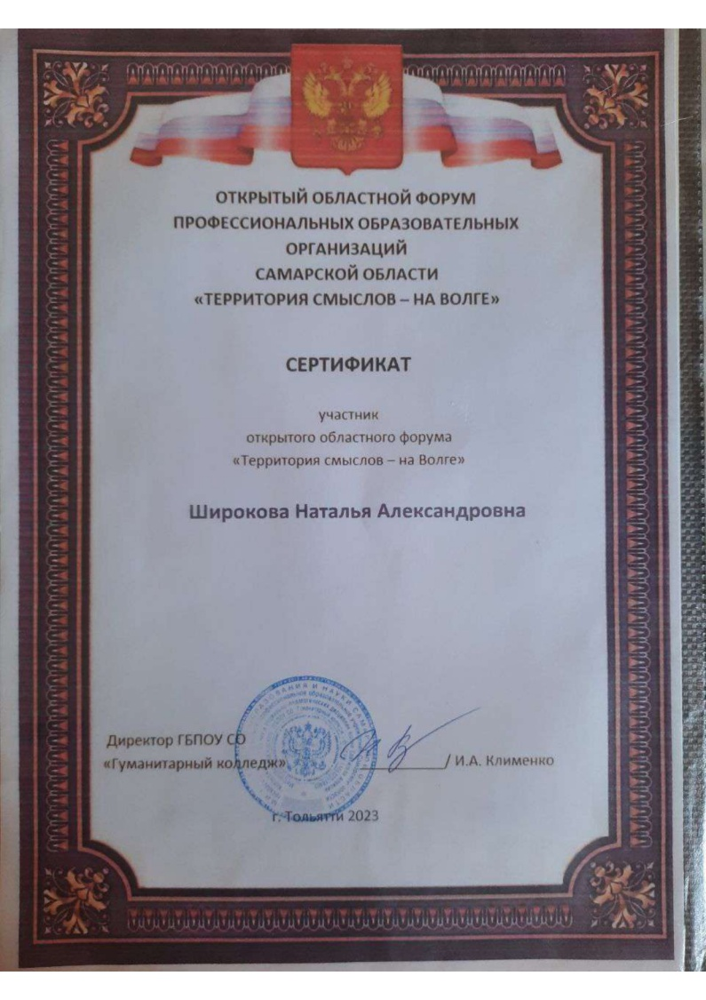 ОТКРЫТЫЙ ОБЛАСТНОЙ ФОРУМ
ПРОФЕССИОНАЛЬНЫХ ОБРАЗОВАТЕЛЬНЫХ
ОРГАНИЗАЦИЙ
САМАРСКОЙ ОБЛАСТИ
«ТЕРРИТОРИЯ СМЫСЛОВ – НА ВОЛГЕ»
СЕРТИФИКАТ
участник
открытого областного форума
«Территория смыслов – на Волге»
Широкова Наталья Александровна
Директор ГБПОУ СО
«Гуманитарный колледж» / И.А. Клименко
г. Тольятти 2023